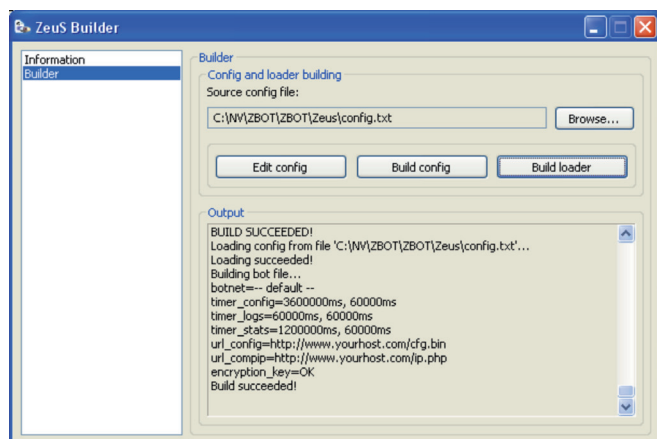 ZeuS Builder
Information
Builder
Builder
Config and loader building
Source config file:
C:\NV\ZBOT\ZBOT\Zeus\config.txt
Browse...
Edit config
Build config
Build loader
Output
BUILD SUCCEEDED!
Loading config from file 'C:\NV\ZBOT\ZBOT\Zeus\config.txt'...
Loading succeeded!
Building bot file...
botnet=-- default --
timer_config=3600000ms, 60000ms
timer_logs=60000ms, 60000ms
timer_stats=1200000ms, 60000ms
url_config=http://www.yourhost.com/cfg.bin
url_compip=http://www.yourhost.com/ip.php
encryption_key=OK
Build succeeded!